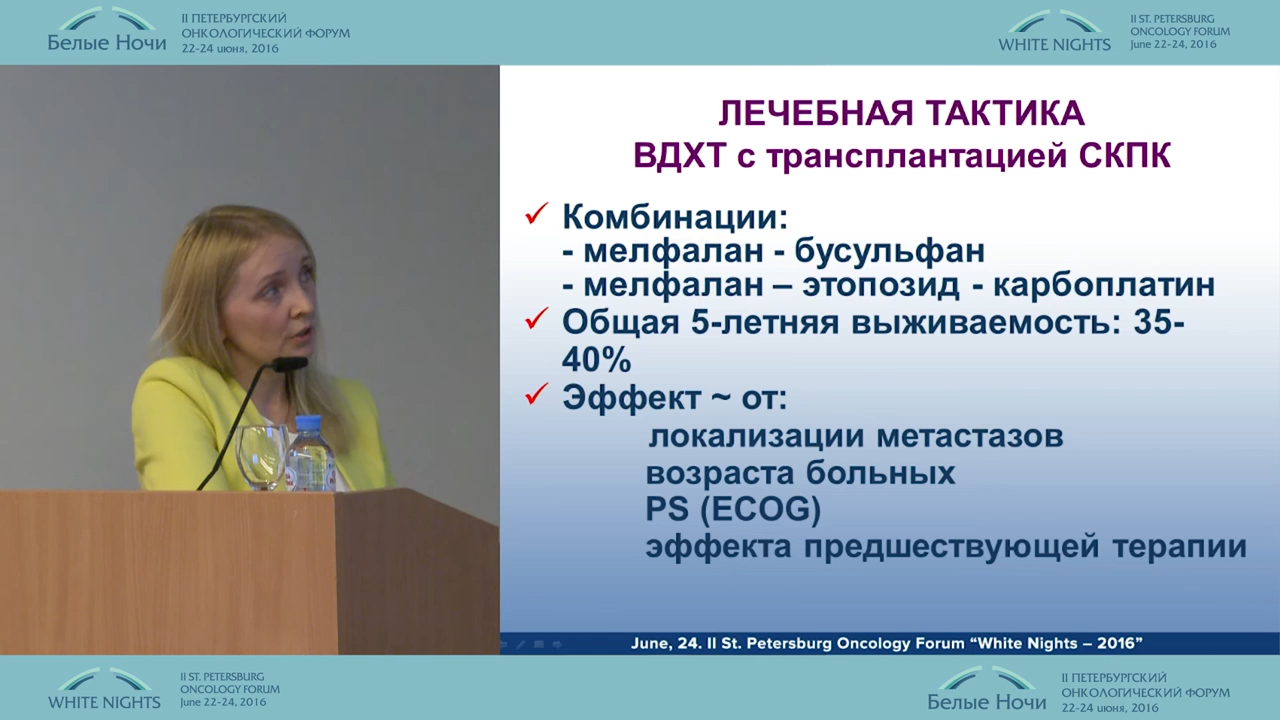 Белые Ночи
II ПЕТЕРБУРГСКИЙ
ОНКОЛОГИЧЕСКИЙ ФОРУМ
22-24 июня, 2016
WHITE NIGHTS
II ST. PETERSBURG
ONCOLOGY FORUM
June 22-24, 2016
ЛЕЧЕБНАЯ ТАКТИКА
ВДХТ с трансплантацией СКПК
Комбинации:
- мелфалан - бусульфан
- мелфалан – этопозид - карбоплатин
Общая 5-летняя выживаемость: 35-
40%
Эффект ~ от:
локализации метастазов
возраста больных
PS (ECOG)
эффекта предшествующей терапии
June, 24. II St. Petersburg Oncology Forum “White Nights – 2016”
WHITE NIGHTS
II ST. PETERSBURG
ONCOLOGY FORUM
June 22-24, 2016
Белые Ночи
II ПЕТЕРБУРГСКИЙ
ОНКОЛОГИЧЕСКИЙ ФОРУМ
22-24 июня, 2016